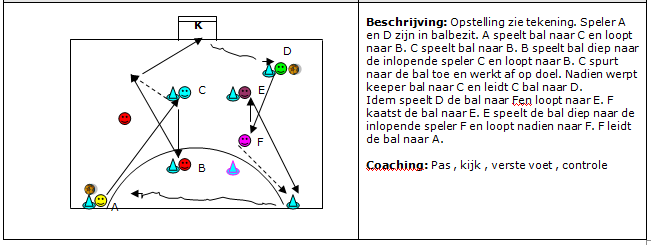 K
D
C
E
F
B
A
Beschrijving: Opstelling zie tekening. Speler A
en D zijn in balbezit. A speelt bal naar C en loopt
naar B. C speelt bal naar B. B speelt bal diep naar
de inlopende speler C en loopt naar B. C spurt
naar de bal toe en werkt af op doel. Nadien werpt
keeper bal naar C en leidt C bal naar D.
Idem speelt D de bal naar Fen loopt naar E. F
kaatst de bal naar E. E speelt de bal diep naar de
inlopende speler F en loopt nadien naar F. F leidt
de bal naar A.
Coaching: Pas , kijk , verste voet , controle